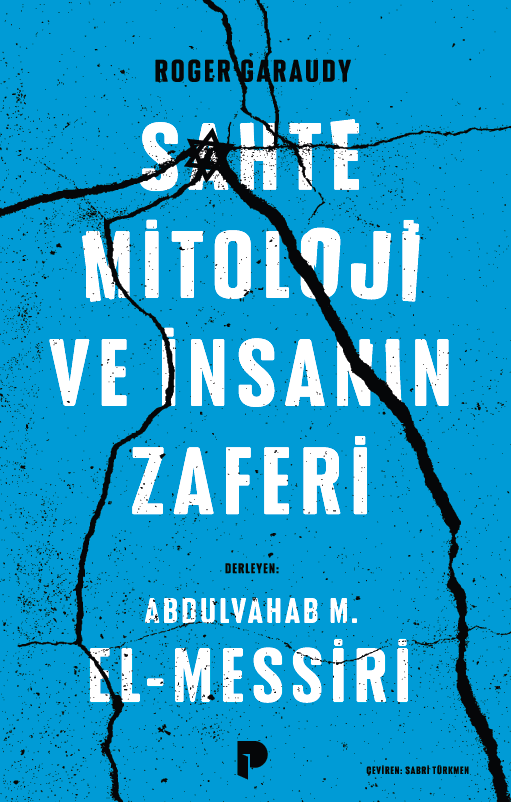 ROGER GARAUDY
SAHTE
MİTOLOJİ
VE İNSANIN
ZAFERİ
DERLEYEN:
ABDULVAHAB M.
EL-MESSİRİ
ÇEVİREN: SABRİ TÜRKMEN